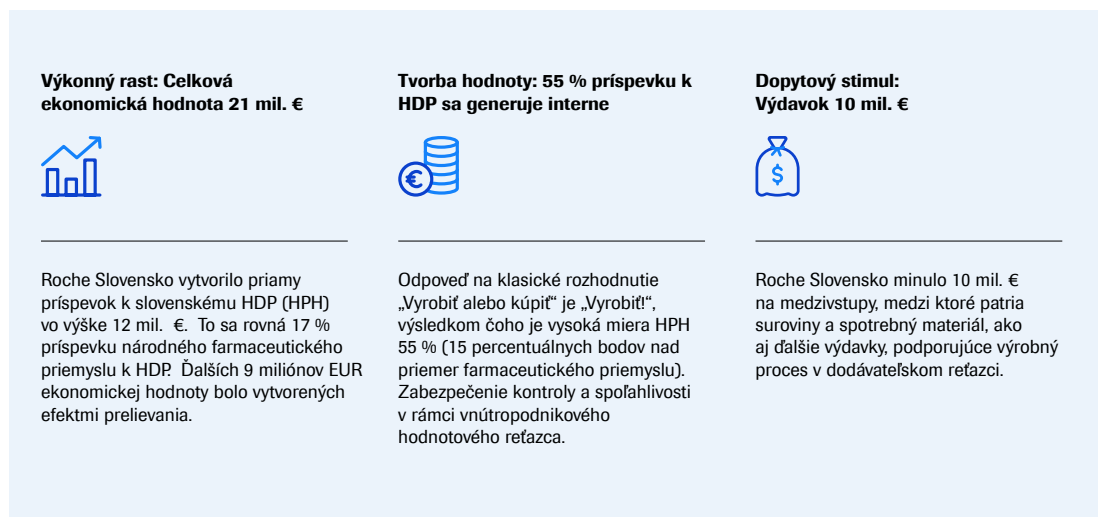 Výkonný rast: Celková
ekonomická hodnota 21 mil. €
Roche Slovensko vytvorilo priamy
príspevok k slovenskému HDP (HPH)
vo výške 12 mil. €. To sa rovná 17 %
príspevku národného farmaceutického
priemyslu k HDP. Ďalších 9 miliónov EUR
ekonomickej hodnoty bolo vytvorených
efektmi prelievania.
Tvorba hodnoty: 55 % príspevku k
HDP sa generuje interne
€
Odpoveď na klasické rozhodnutie
„Vyrobiť alebo kúpiť“ je „Vyrobiť!“,
výsledkom čoho je vysoká miera HPH
55 % (15 percentuálnych bodov nad
priemer farmaceutického priemyslu).
Zabezpečenie kontroly a spoľahlivosti
v rámci vnútropodnikového
hodnotového reťazca.
Dopytový stimul:
Výdavok 10 mil. €
$
Roche Slovensko minulo 10 mil. €
na medzivstupy, medzi ktoré patria
suroviny a spotrebný materiál, ako
aj ďalšie výdavky, podporujúce výrobný
proces v dodávateľskom reťazci.